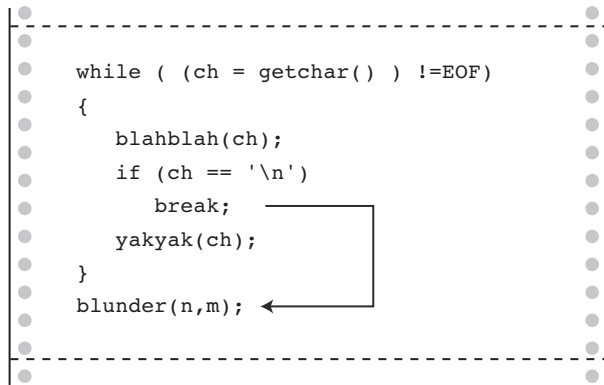 while ( (ch = getchar() ) !=EOF)
{
   blahblah(ch);
   if (ch == '\n')
      break;
   yakyak(ch);
}
blunder(n,m);